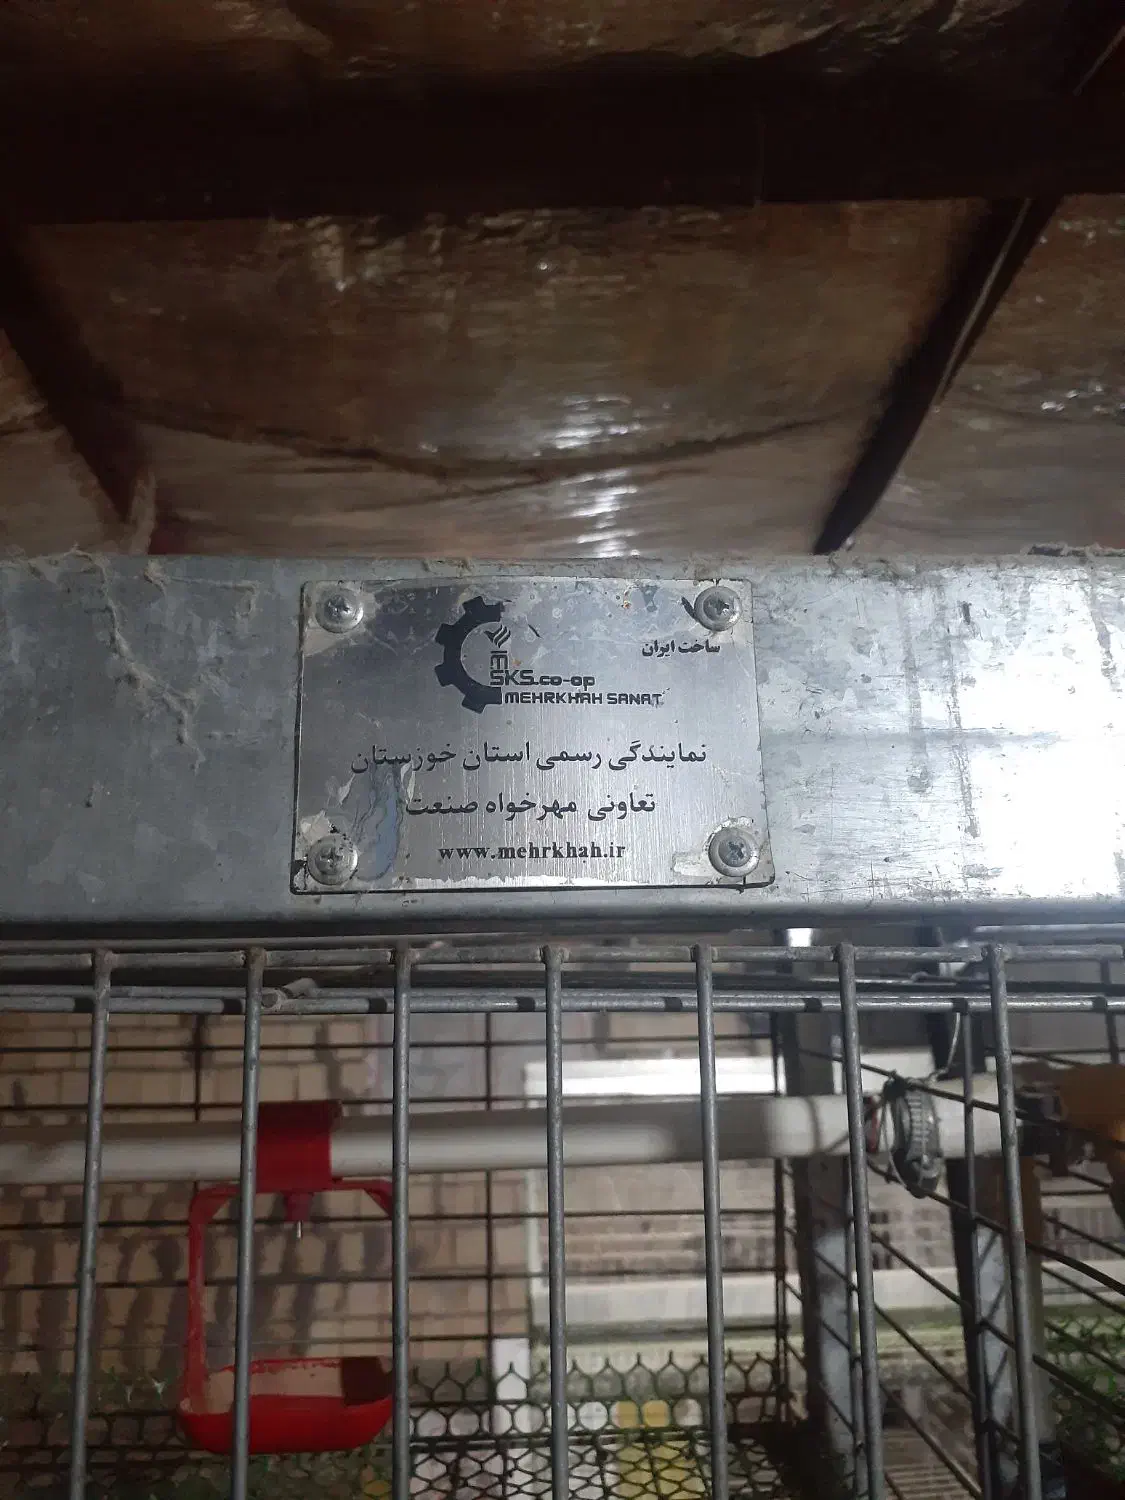 ساخت ایران
SKS.co-op
MEHRKHAH SANAT
نمایندگی رسمی استان خوزستان
تعاونی مهرخواه صنعت
www.mehrkhah.ir